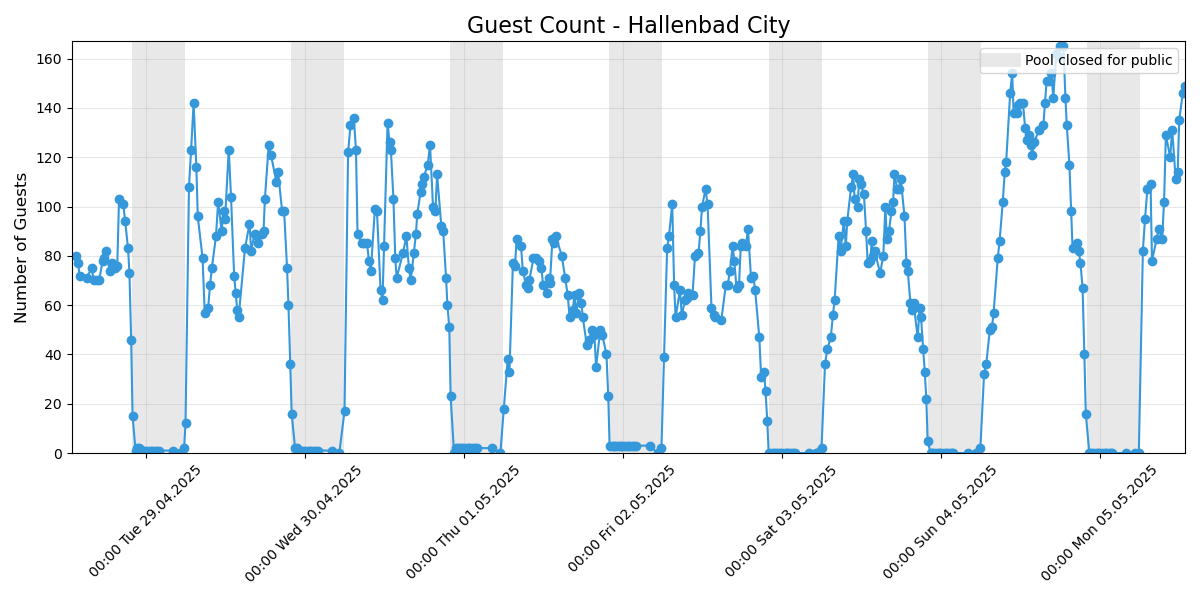 Guest Count - Hallenbad City
Pool closed for public
Number of Guests
160
140
120
100
80
60
40
20
0
00:00 Tue 29.04.2025
00:00 Wed 30.04.2025
00:00 Thu 01.05.2025
00:00 Fri 02.05.2025
00:00 Sat 03.05.2025
00:00 Sun 04.05.2025
00:00 Mon 05.05.2025